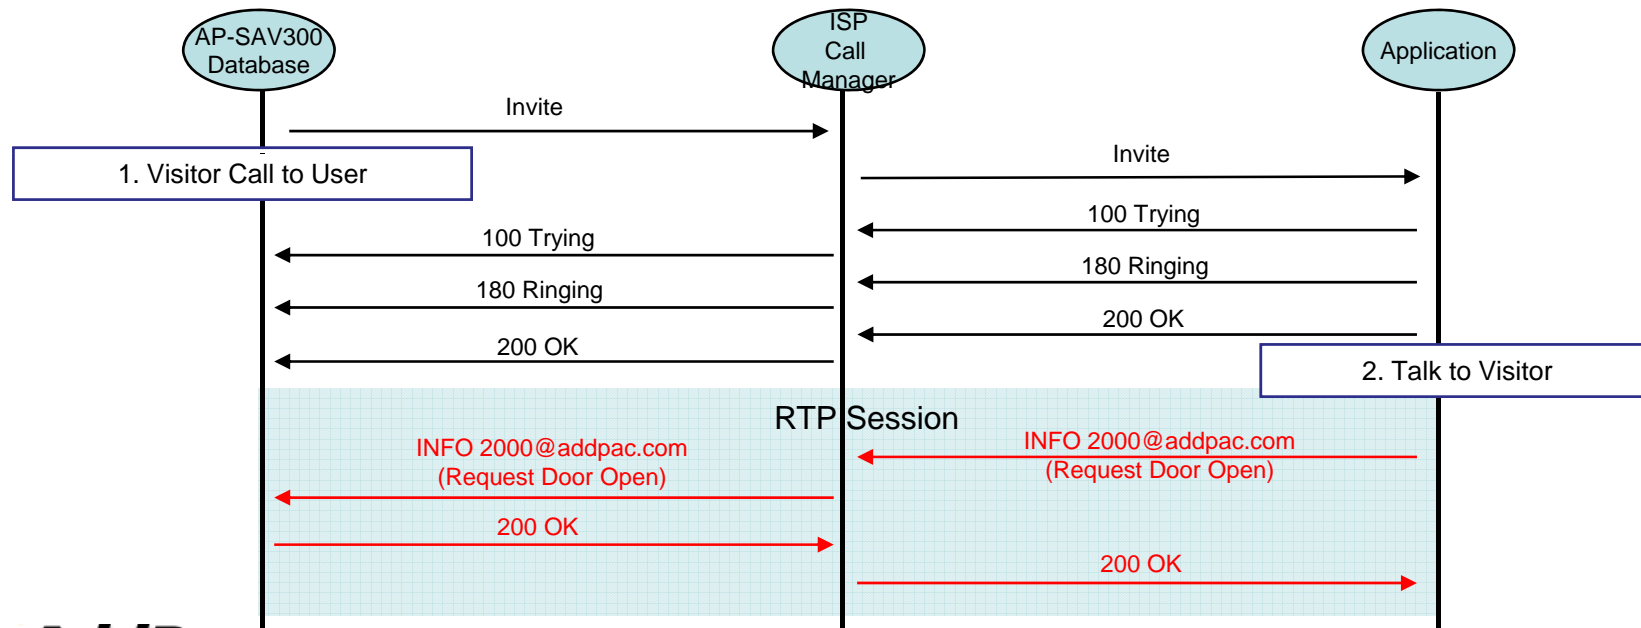 AP-SAV300
Database
ISP
Call
Manager
Application
Invite
1. Visitor Call to User
Invite
100 Trying
100 Trying
180 Ringing
180 Ringing
200 OK
200 OK
2. Talk to Visitor
RTP Session
INFO 2000@addpac.com
(Request Door Open)
INFO 2000@addpac.com
(Request Door Open)
200 OK
200 OK